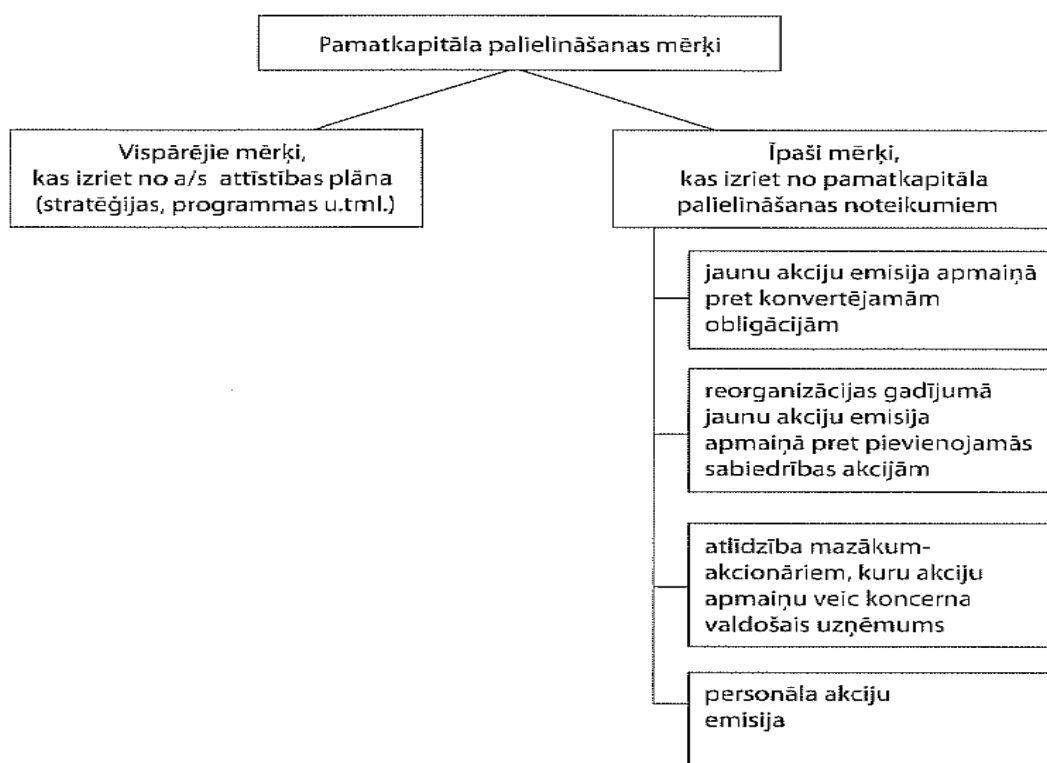 Pamatkapitāla palielināšanas mērķi
Vispārējie mērķi,
kas izriet no a/s attīstības plāna
(stratēģijas, programmas u.tml.)
Īpaši mērķi,
kas izriet no pamatkapitāla
palielināšanas noteikumiem
jaunu akciju emisija apmaiņā
pret konvertējamām
obligācijām
reorganizācijas gadījumā
jaunu akciju emisija
apmaiņā pret pievienojamās
sabiedrības akcijām
atlīdzība mazākum-
akcionāriem, kuru akciju
apmaiņu veic koncerna
valdošais uzņēmums
personāla akciju
emisija